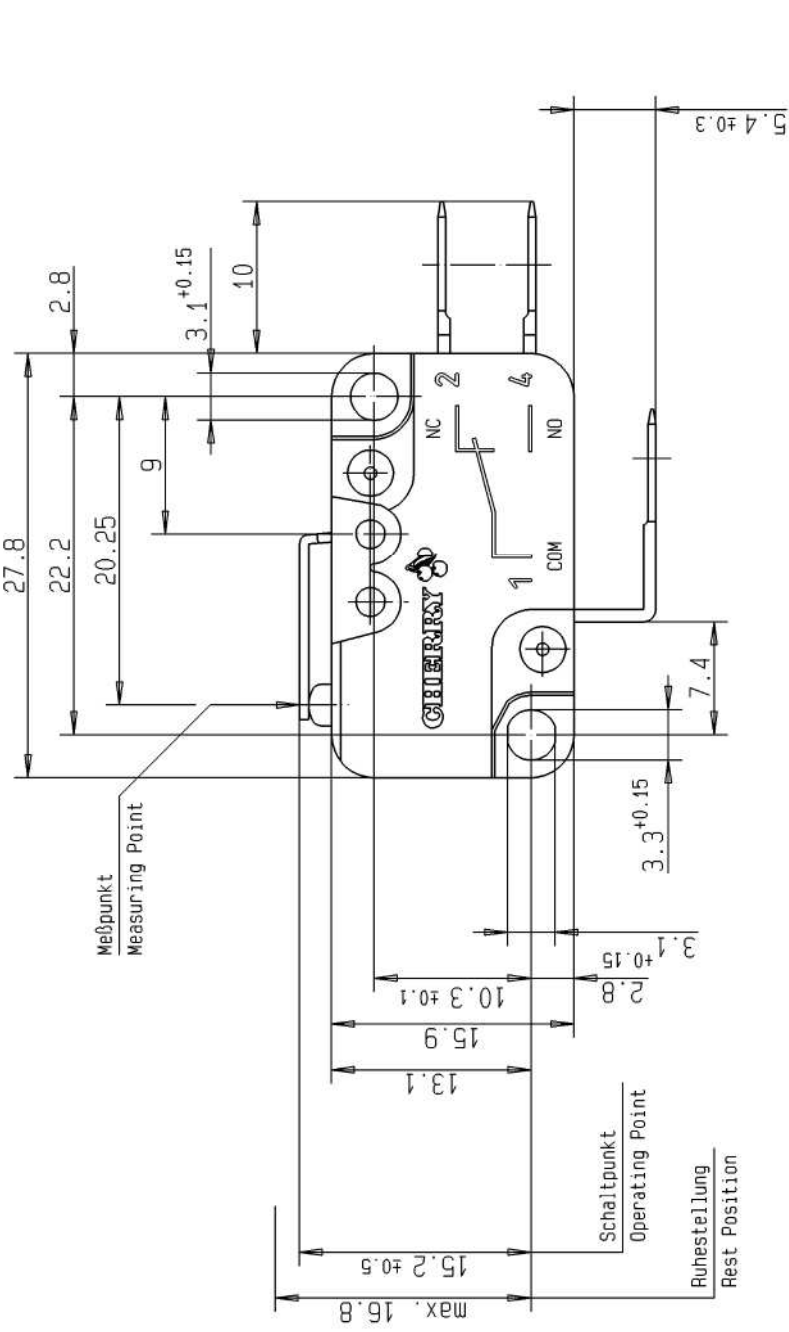 27.8
22.2
2.8
20.25
9
3.1 +0.15
10
Meßpunkt
Measuring Point
NC
2
4
NO
CHERRY
1
COM
5.4 ±0.3
7.4
3.3 +0.15
3.1 +0.15
2.8
10.3 ±0.1
15.9
13.1
Schaltpunkt
Operating Point
15.2 ±0.5
Ruhestellung
Rest Position
max. 16.8